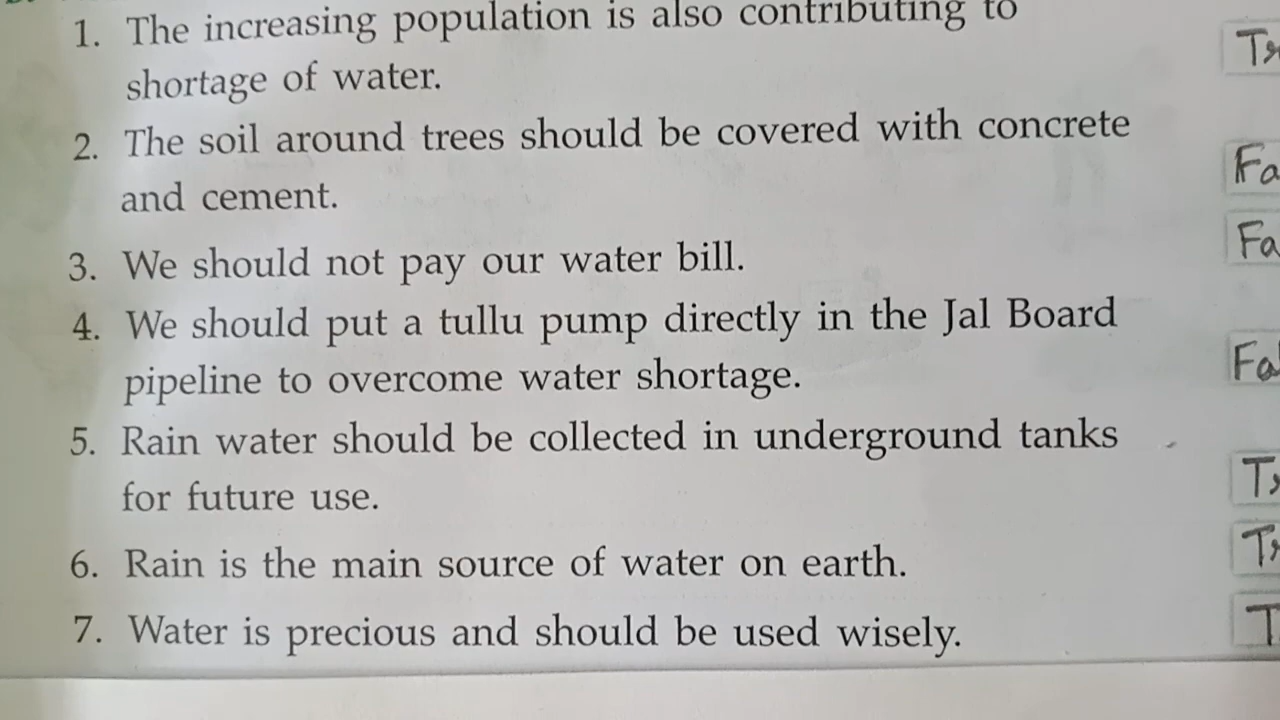 1. The increasing population is also contributing to
shortage of water.
2. The soil around trees should be covered with concrete
and cement.
3. We should not pay our water bill.
4. We should put a tullu pump directly in the Jal Board
pipeline to overcome water shortage.
5. Rain water should be collected in underground tanks
for future use.
6. Rain is the main source of water on earth.
7. Water is precious and should be used wisely.